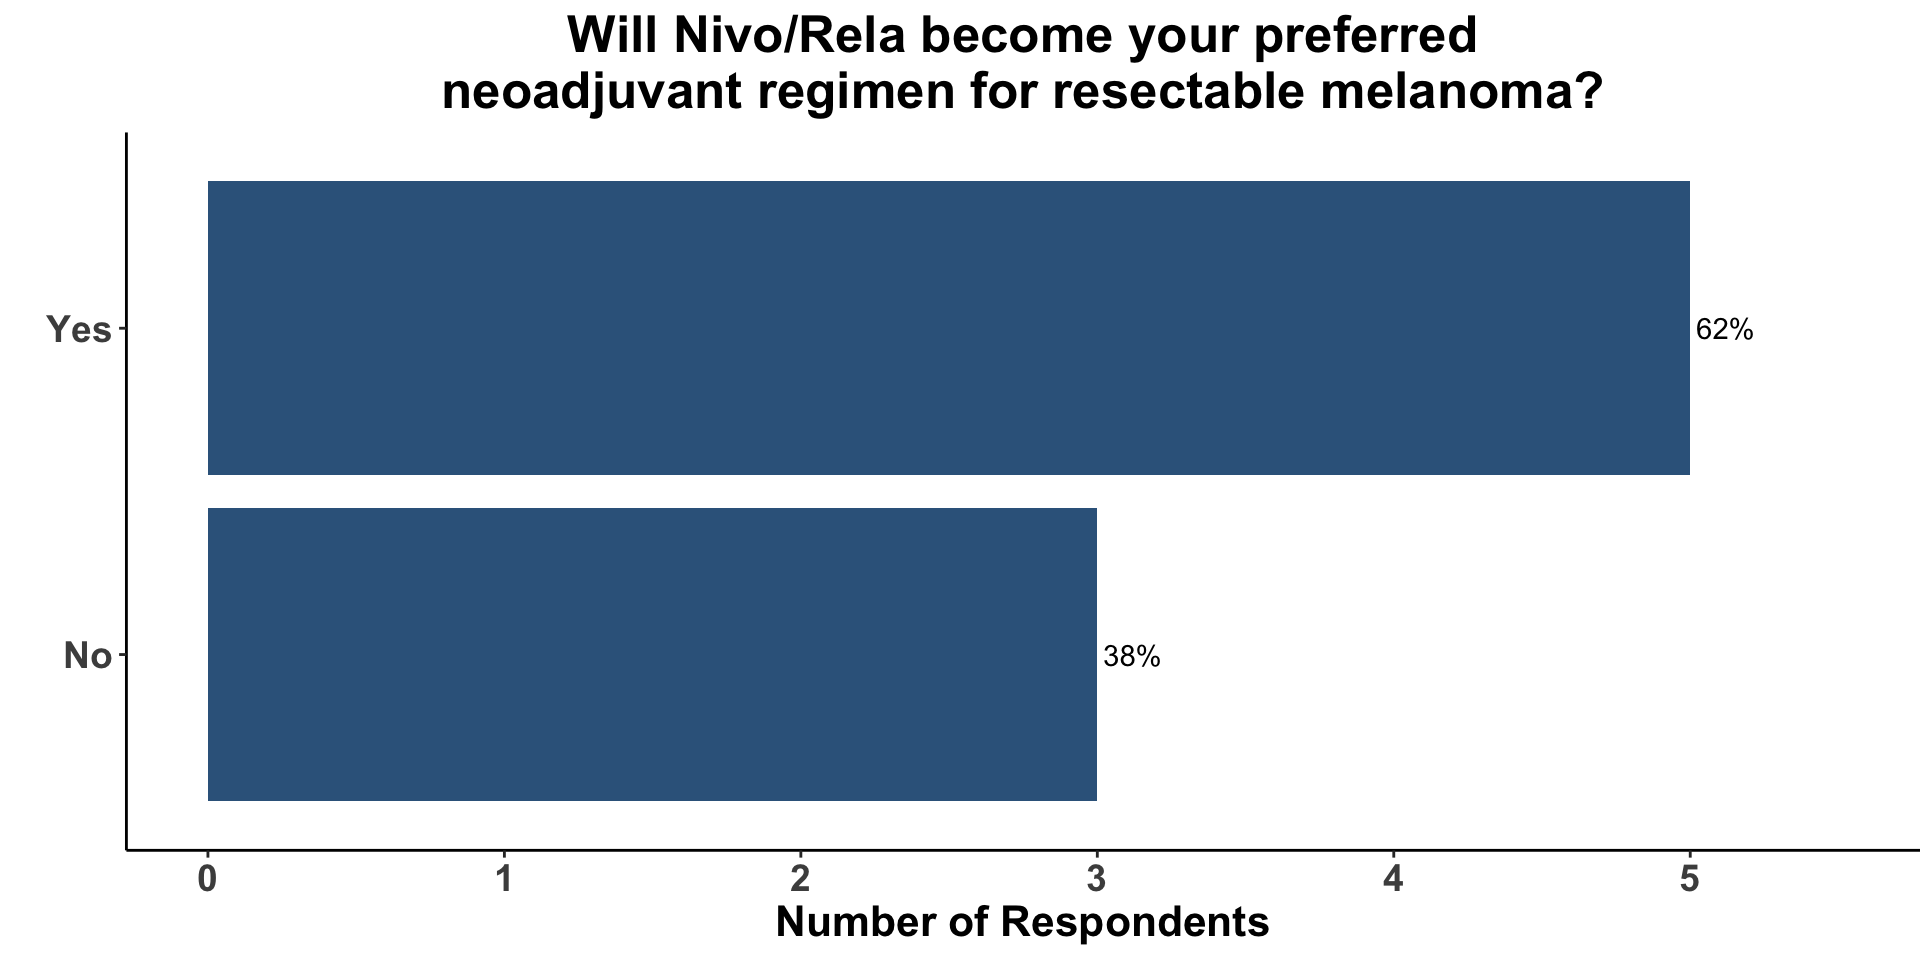 Will Nivo/Rela become your preferred
neoadjuvant regimen for resectable melanoma?
Yes
62%
No
38%
0 1 2 3 4 5
Number of Respondents